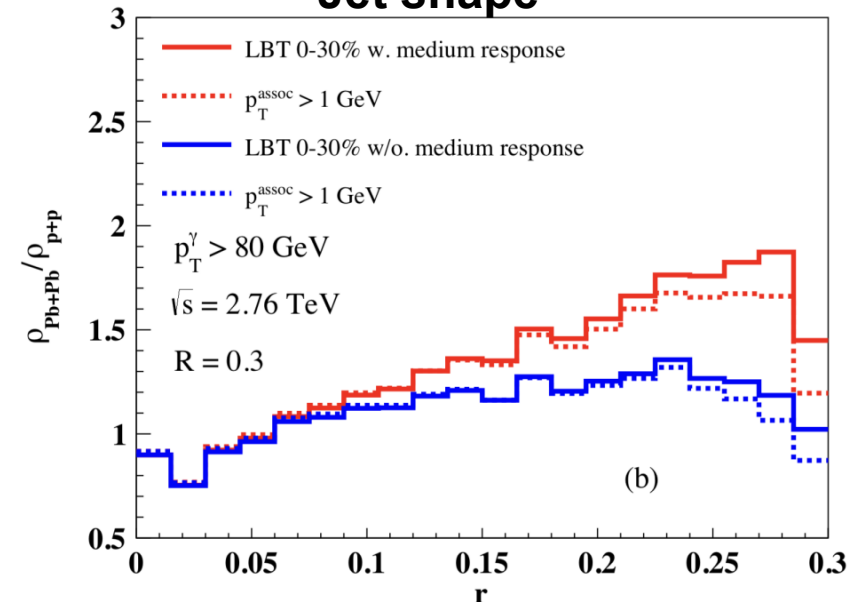 Jet shape
3
LBT 0-30% w. medium response
p_T^assoc > 1 GeV
2.5
LBT 0-30% w/o. medium response
p_T^assoc > 1 GeV
2
p_T^γ > 80 GeV
ρ_Pb+Pb/ρ_p+p
√s = 2.76 TeV
1.5
R = 0.3
1
(b)
0.5
0 0.05 0.1 0.15 0.2 0.25 0.3
r